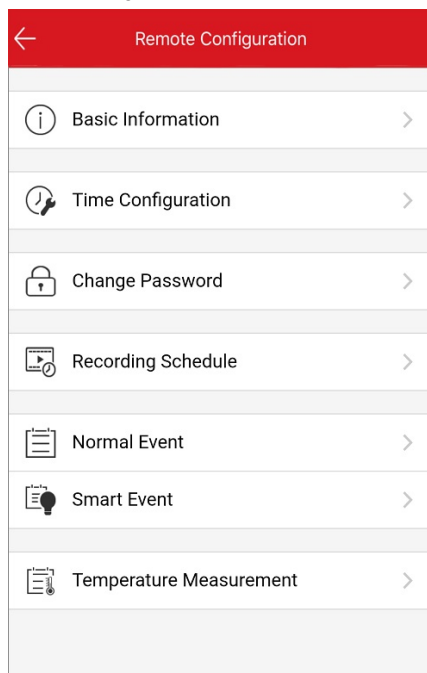 Remote Configuration
Basic Information
Time Configuration
Change Password
Recording Schedule
Normal Event
Smart Event
Temperature Measurement